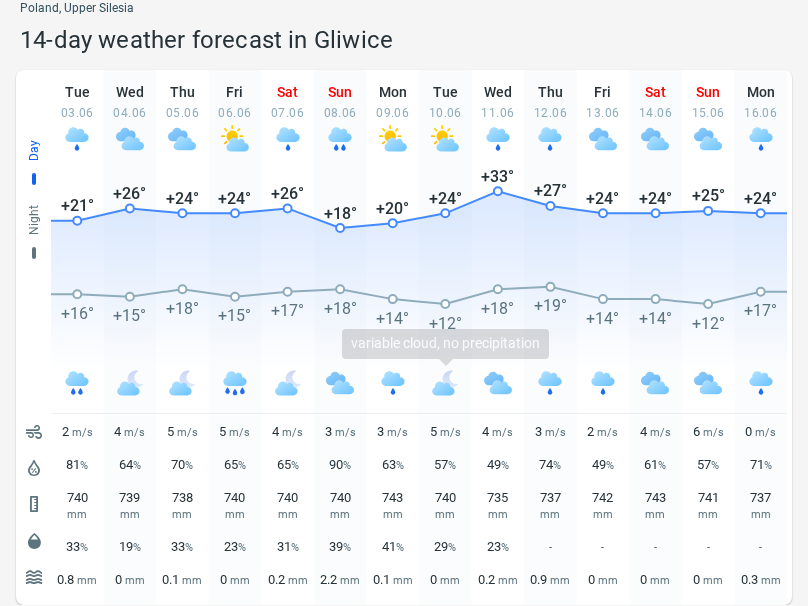 Poland, Upper Silesia
14-day weather forecast in Gliwice
Tue Wed Thu Fri Sat Sun Mon Tue Wed Thu Fri Sat Sun Mon
03.06 04.06 05.06 06.06 07.06 08.06 09.06 10.06 11.06 12.06 13.06 14.06 15.06 16.06
Day
+21° +26° +24° +24° +26° +18° +20° +24° +33° +27° +24° +24° +25° +24°
Night
+16° +15° +18° +15° +17° +18° +14° +12° +18° +19° +14° +14° +12° +17°
variable cloud, no precipitation
2 m/s 4 m/s 5 m/s 5 m/s 4 m/s 3 m/s 3 m/s 5 m/s 4 m/s 3 m/s 2 m/s 4 m/s 6 m/s 0 m/s
81% 64% 70% 65% 65% 90% 63% 57% 49% 74% 49% 61% 57% 71%
740 739 738 740 740 740 743 740 735 737 742 743 741 737
mm mm mm mm mm mm mm mm mm mm mm mm mm mm
33% 19% 33% 23% 31% 39% 41% 29% 23% - - - - -
0.8 mm 0 mm 0.1 mm 0 mm 0.2 mm 2.2 mm 0.1 mm 0 mm 0.2 mm 0.9 mm 0 mm 0 mm 0 mm 0.3 mm